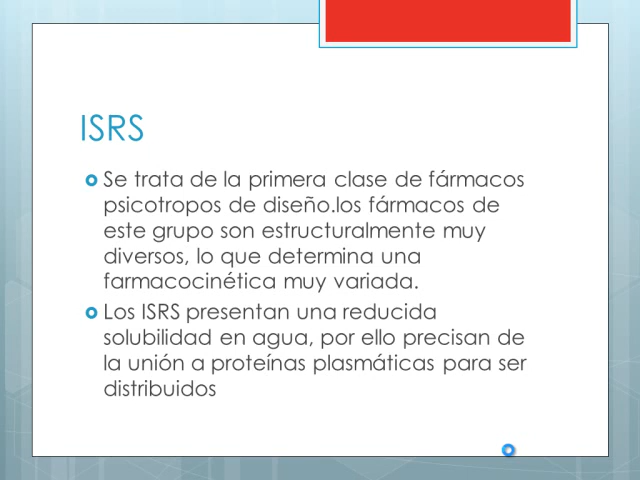 ISRS
Se trata de la primera clase de fármacos
psicotropos de diseño.los fármacos de
este grupo son estructuralmente muy
diversos, lo que determina una
farmacocinética muy variada.
Los ISRS presentan una reducida
solubilidad en agua, por ello precisan de
la unión a proteínas plasmáticas para ser
distribuidos